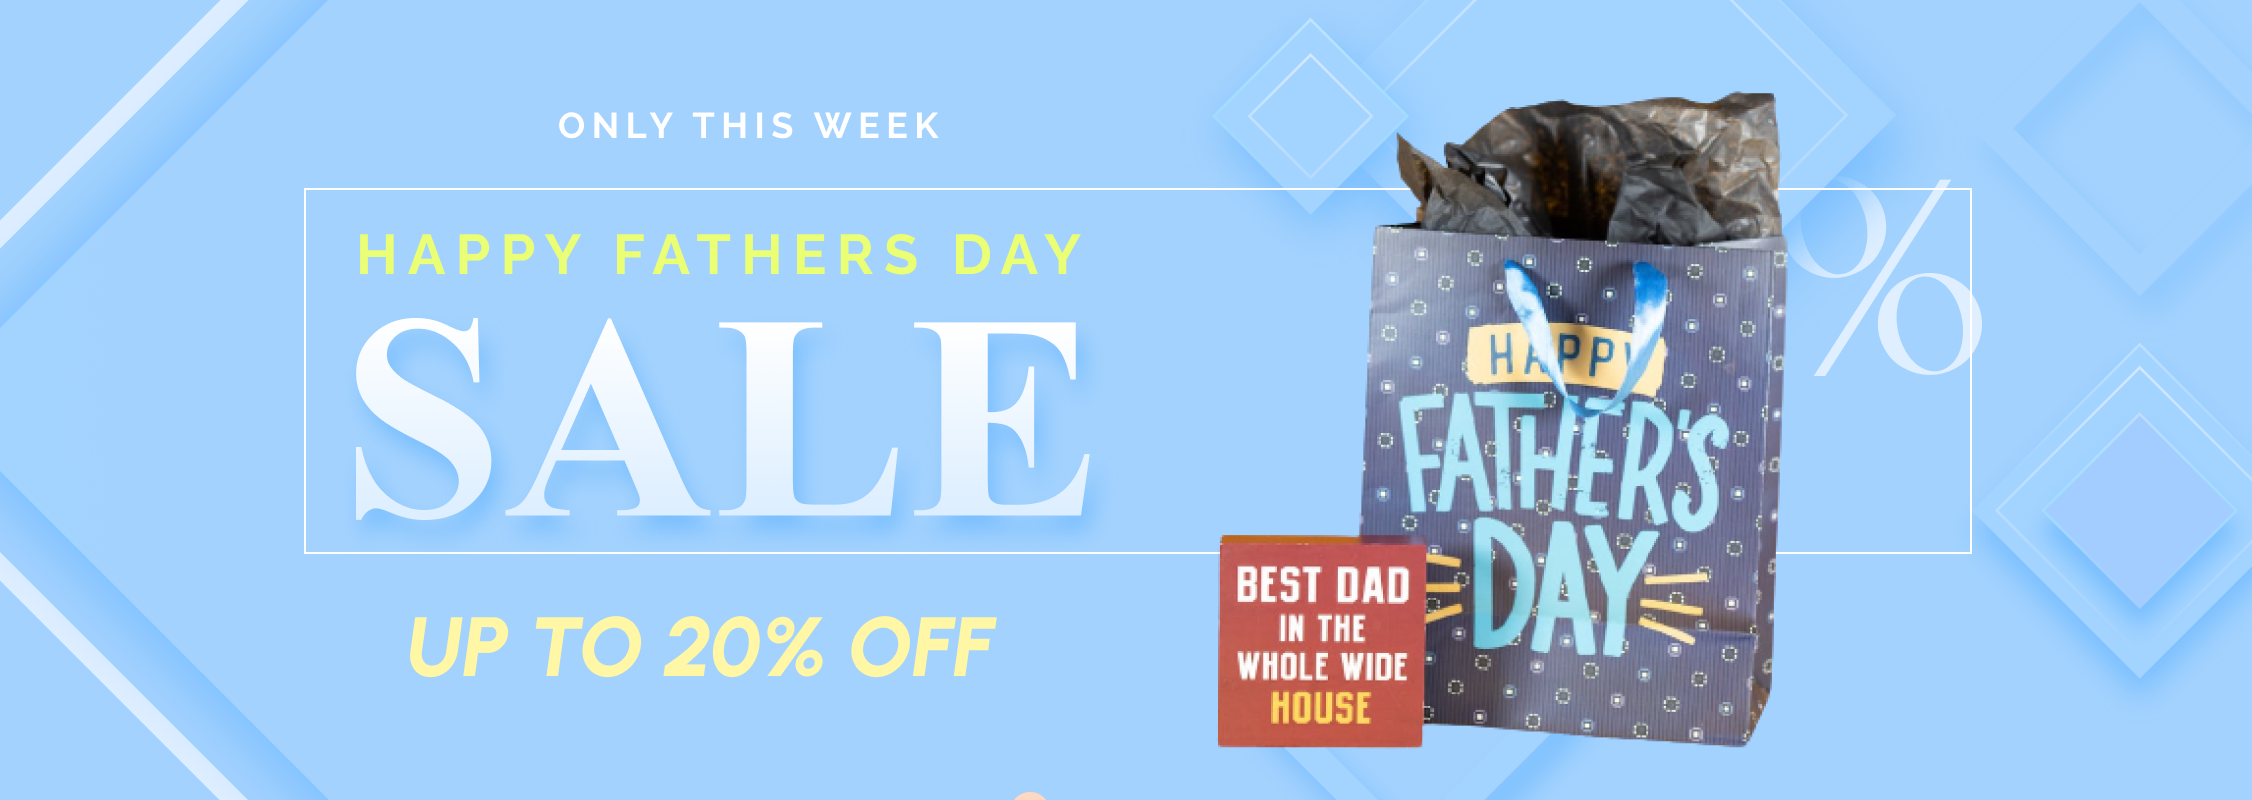 ONLY THIS WEEK
HAPPY FATHERS DAY
SALE
UP TO 20% OFF
%
HAPPY
FATHER'S
DAY
BEST DAD
IN THE
WHOLE WIDE
HOUSE